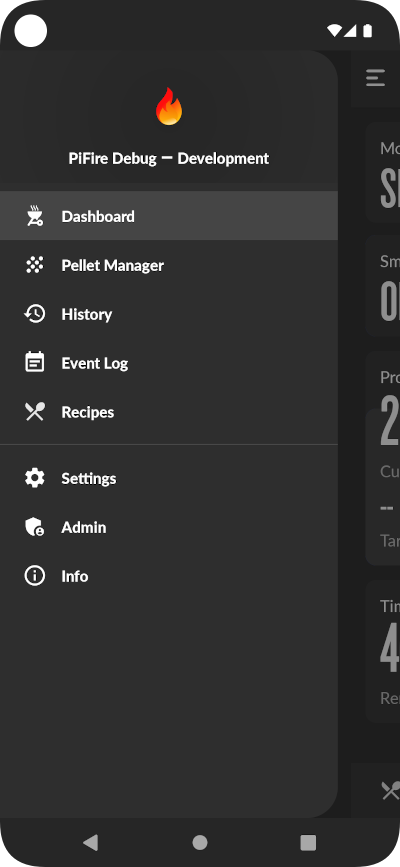 PiFire Debug – Development
Dashboard
Pellet Manager
History
Event Log
Recipes
Settings
Admin
Info
--